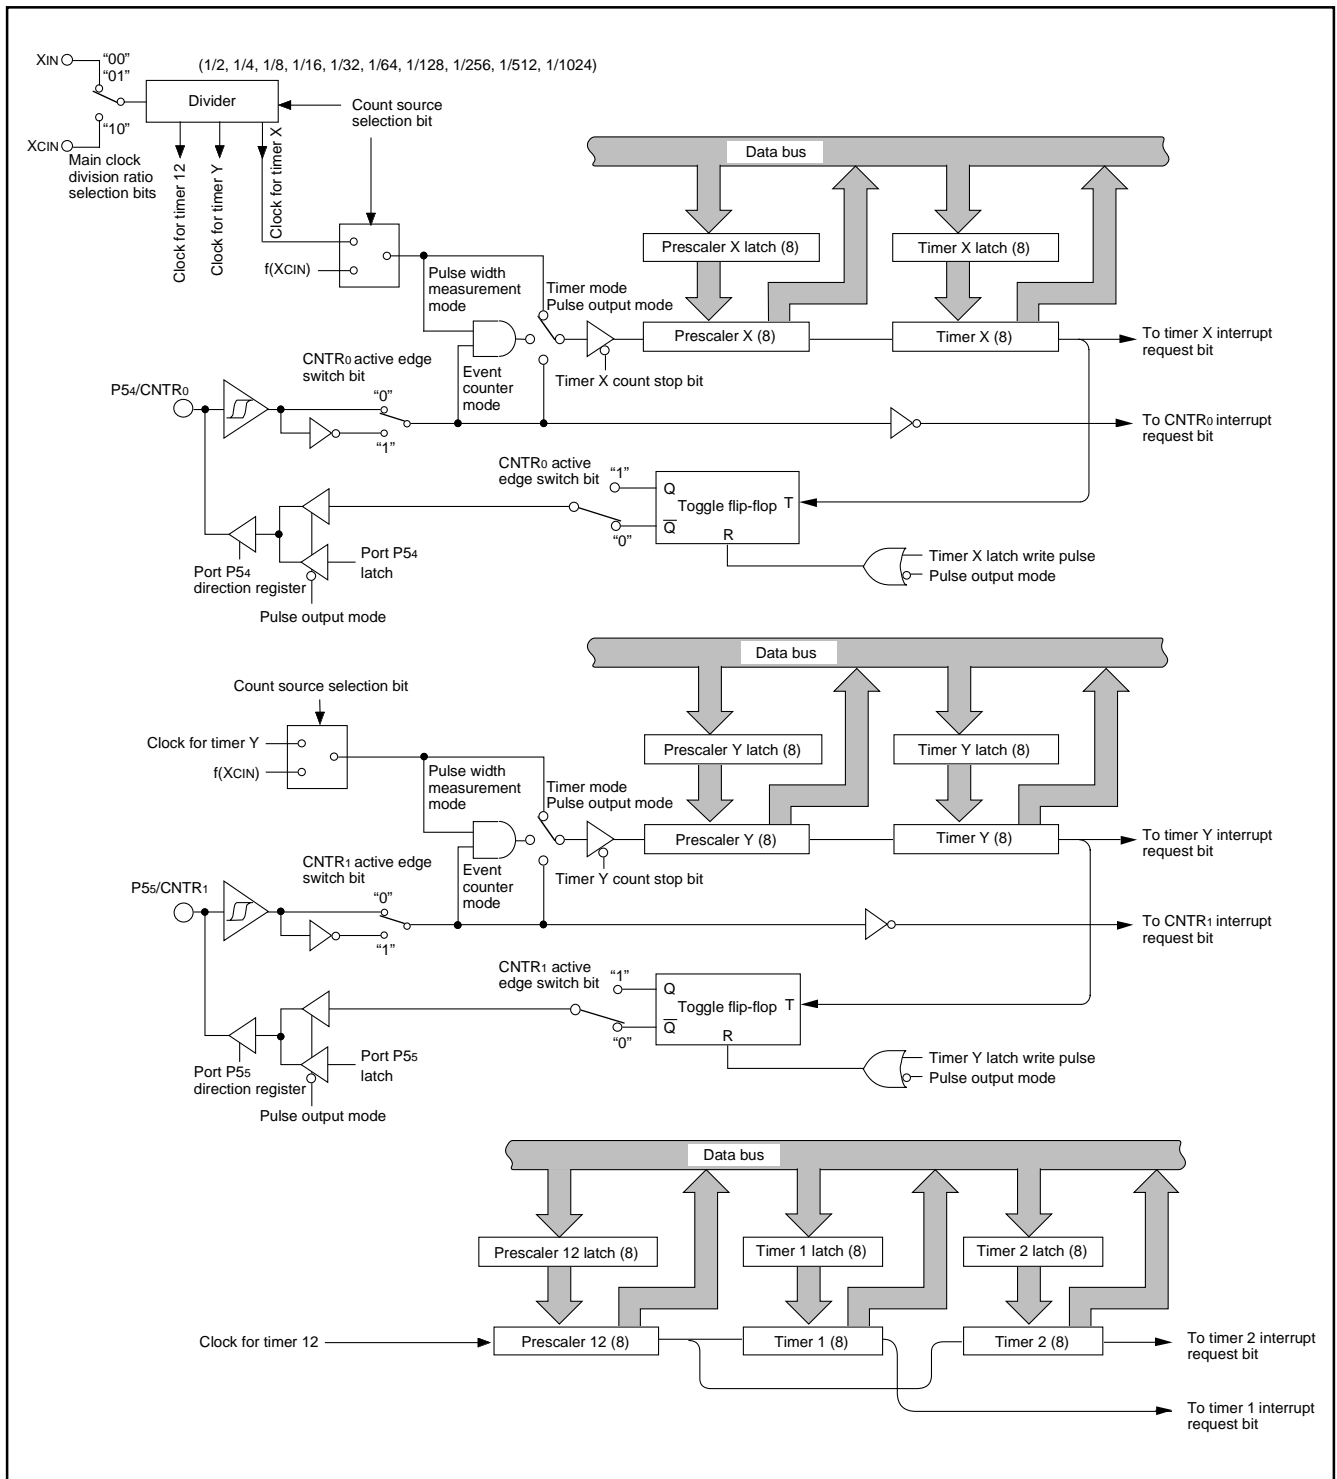 XIN
"00"
"01"
(1/2, 1/4, 1/8, 1/16, 1/32, 1/64, 1/128, 1/256, 1/512, 1/1024)
Divider
Count source
selection bit
"10"
XCIN
Main clock
division ratio
selection bits
Clock for timer 12
Clock for timer Y
Clock for timer X
Data bus
Prescaler X latch (8)
Timer X latch (8)
f(XCIN)
Pulse width
measurement
mode
Timer mode
Pulse output mode
Prescaler X (8)
Timer X (8)
To timer X interrupt
request bit
CNTR0 active edge
switch bit
Event
counter
mode
Timer X count stop bit
P54/CNTR0
"0"
"1"
To CNTR0 interrupt
request bit
CNTR0 active
edge switch bit
"1"
Q
Toggle flip-flop
T
Q
"0"
R
Port P54
latch
Port P54
direction register
Pulse output mode
Timer X latch write pulse
Pulse output mode
Data bus
Count source selection bit
Clock for timer Y
f(XCIN)
Prescaler Y latch (8)
Timer Y latch (8)
Pulse width
measurement
mode
Timer mode
Pulse output mode
Prescaler Y (8)
Timer Y (8)
To timer Y interrupt
request bit
CNTR1 active edge
switch bit
Event
counter
mode
Timer Y count stop bit
P55/CNTR1
"0"
"1"
To CNTR1 interrupt
request bit
CNTR1 active
edge switch bit
"1"
Q
Toggle flip-flop
T
Q
"0"
R
Port P55
latch
Port P55
direction register
Pulse output mode
Timer Y latch write pulse
Pulse output mode
Data bus
Prescaler 12 latch (8)
Timer 1 latch (8)
Timer 2 latch (8)
Clock for timer 12
Prescaler 12 (8)
Timer 1 (8)
Timer 2 (8)
To timer 2 interrupt
request bit
To timer 1 interrupt
request bit